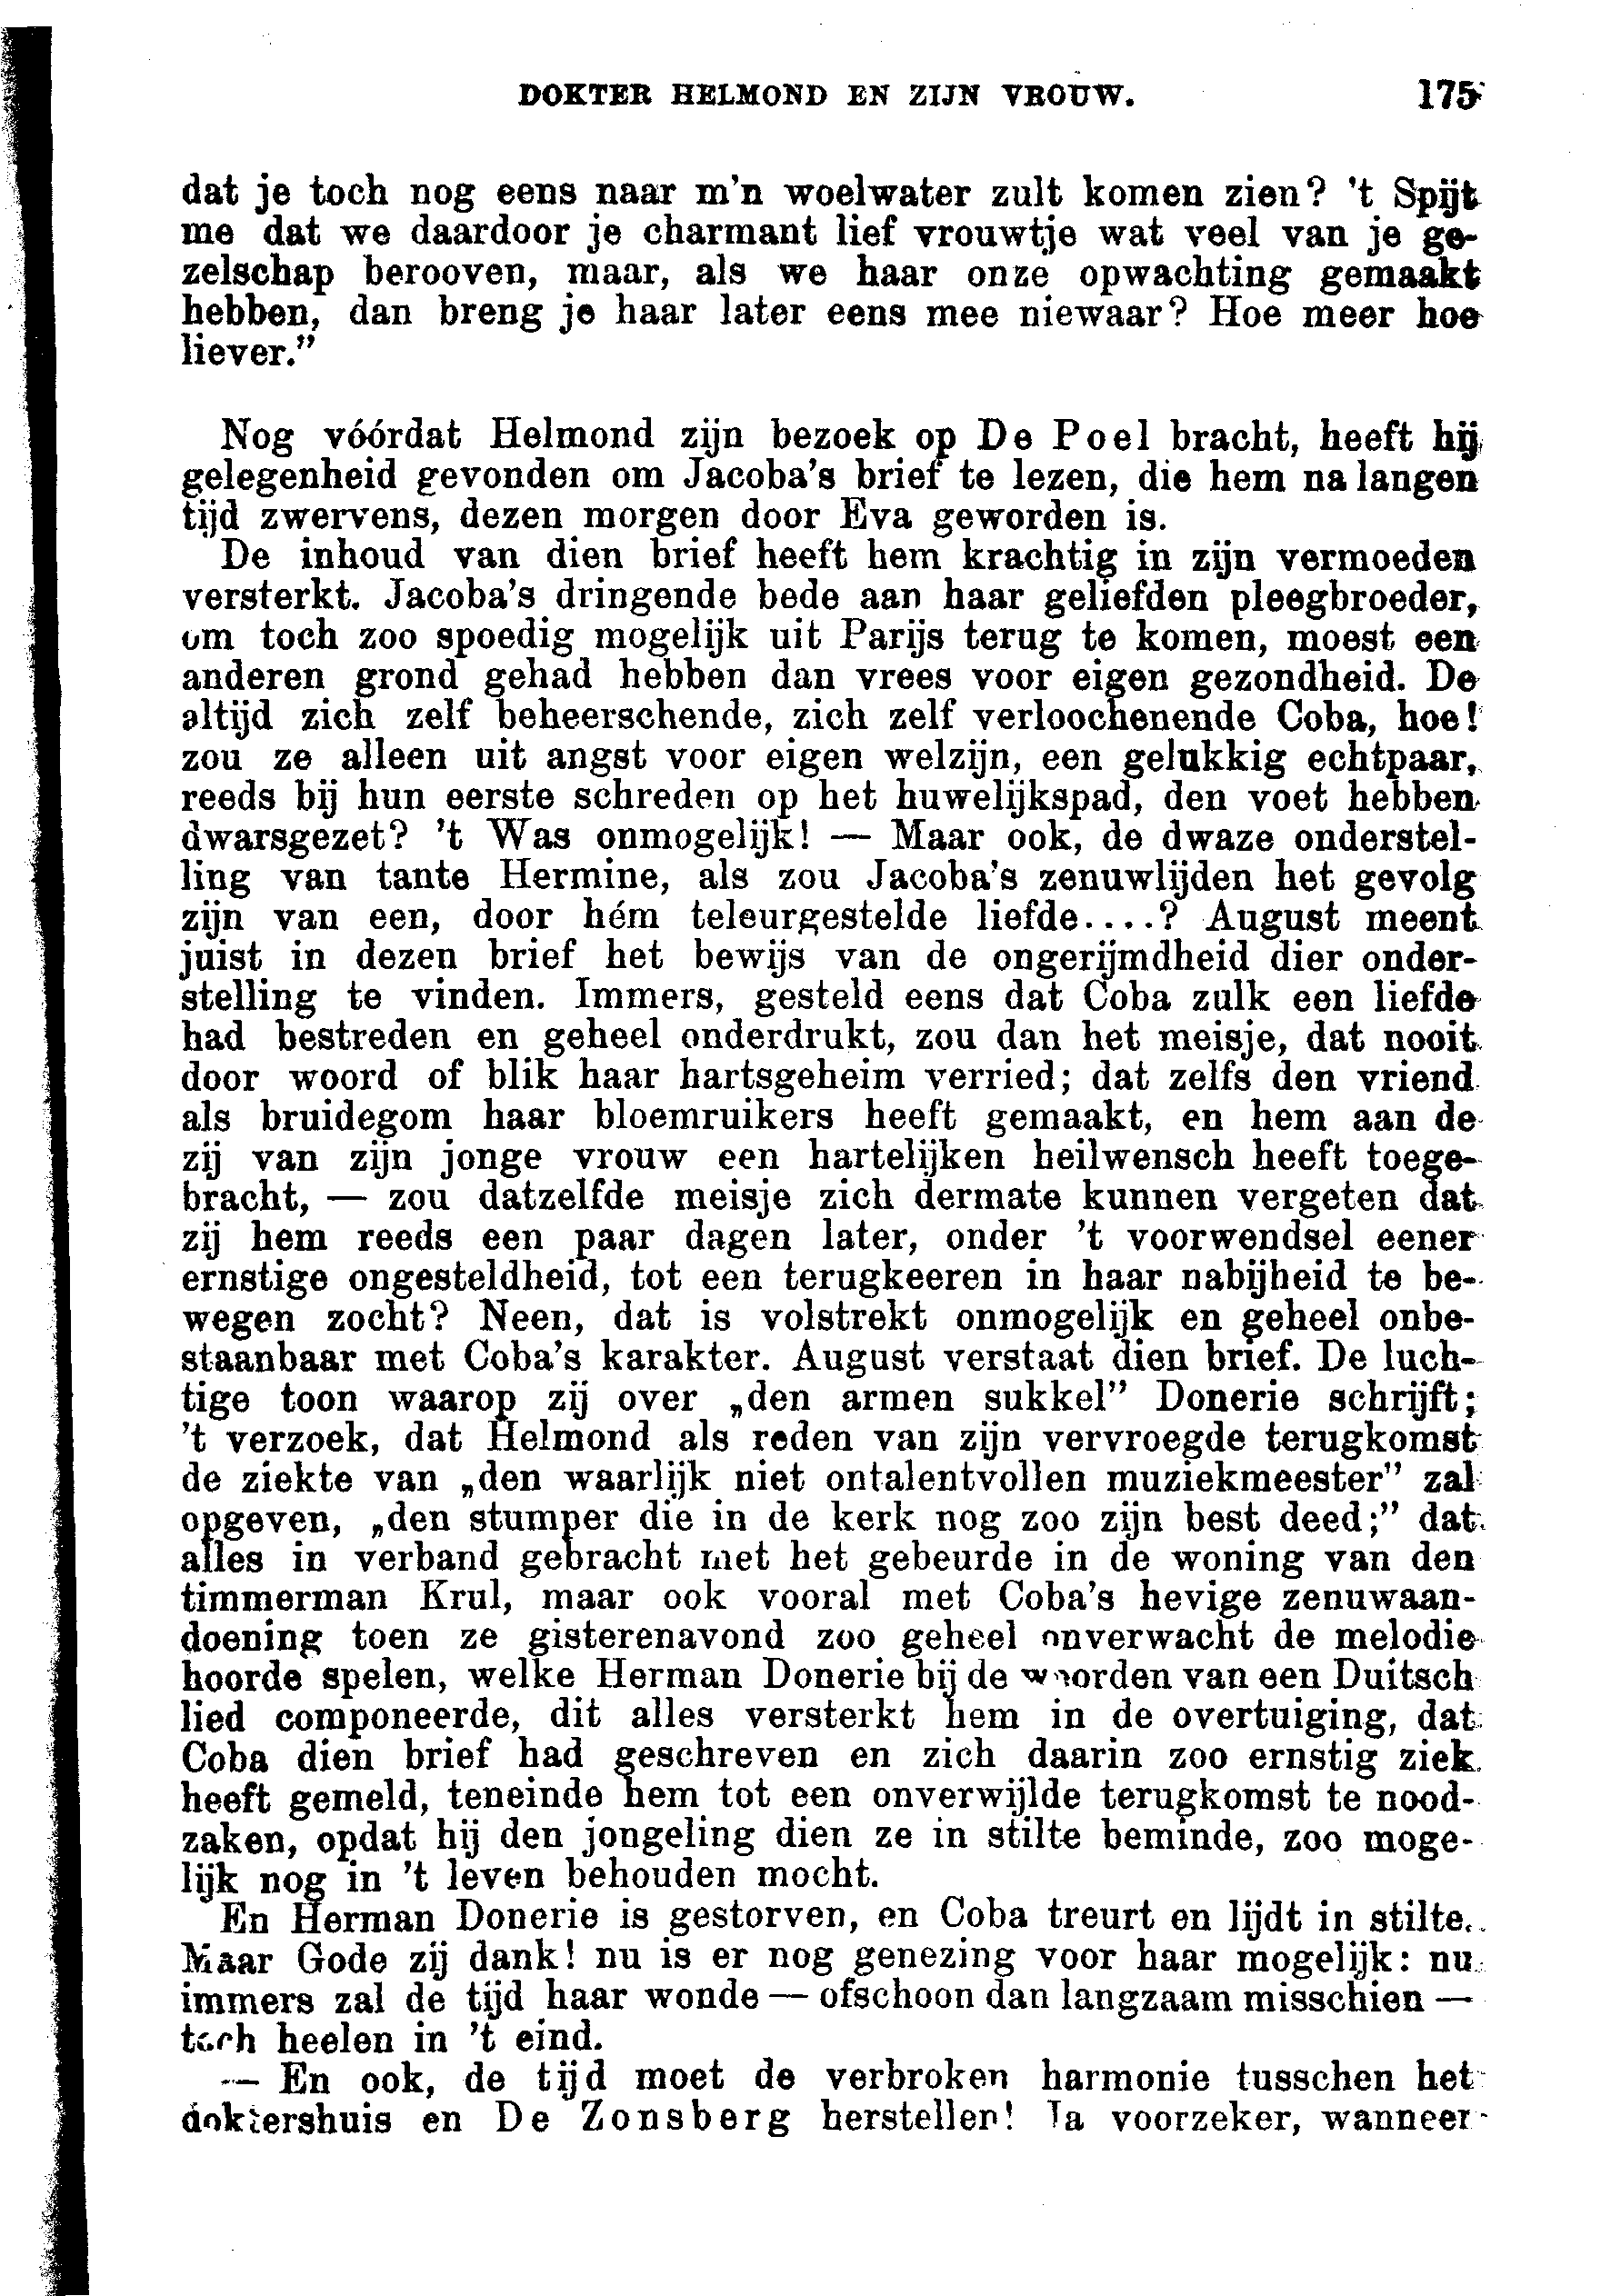 DOKTER HELMOND EN ZIJN VROUW. 175
dat je toch nog eens naar m'n woelwater zult komen zien? 't Spijt
me dat we daardoor je charmant lief vrouwtje wat veel van je ge-
zelschap berooven, maar, als we haar onze opwachting gemaakt
hebben, dan breng je haar later eens mee niewaar? Hoe meer hoe
liever.”
Nog vóórdat Helmond zijn bezoek op De Poel bracht, heeft hij
gelegenheid gevonden om Jacoba's brief te lezen, die hem na langen
tijd zwervens, dezen morgen door Eva geworden is.
De inhoud van dien brief heeft hem krachtig in zijn vermoeden
versterkt. Jacoba's dringende bede aan haar geliefden pleegbroeder,
om toch zoo spoedig mogelijk uit Parijs terug te komen, moest een
anderen grond gehad hebben dan vrees voor eigen gezondheid. De
altijd zich zelf beheerschende, zich zelf verloochenende Coba, hoe!
zou ze alleen uit angst voor eigen welzijn, een gelukkig echtpaar,
reeds bij hun eerste schreden op het huwelijkspad, den voet hebben
dwarsgezet? 't Was onmogelijk! — Maar ook, de dwaze onderstel-
ling van tante Hermine, als zou Jacoba's zenuwlijden het gevolg
zijn van een, door hém teleurgestelde liefde....? August meent
juist in dezen brief het bewijs van de ongerijmdheid dier onder-
stelling te vinden. Immers, gesteld eens dat Coba zulk een liefde
had bestreden en geheel onderdrukt, zou dan het meisje, dat nooit
door woord of blik haar hartsgeheim verried; dat zelfs den vriend
als bruidegom haar bloemruikers heeft gemaakt, en hem aan de
zij van zijn jonge vrouw een hartelijken heilwensch heeft toege-
bracht, — zou datzelfde meisje zich dermate kunnen vergeten dat
zij hem reeds een paar dagen later, onder 't voorwendsel eener
ernstige ongesteldheid, tot een terugkeeren in haar nabijheid te be-
wegen zocht? Neen, dat is volstrekt onmogelijk en geheel onbe-
staanbaar met Coba's karakter. August verstaat dien brief. De luch-
tige toon waarop zij over „den armen sukkel” Donerie schrijft;
't verzoek, dat Helmond als reden van zijn vervroegde terugkomst
de ziekte van „den waarlijk niet ontalentvollen muziekmeester” zal
opgeven, „den stumper die in de kerk nog zoo zijn best deed;” dat
alles in verband gebracht met het gebeurde in de woning van den
timmerman Krul, maar ook vooral met Coba's hevige zenuwaan-
doening toen ze gisterenavond zoo geheel onverwacht de melodie
hoorde spelen, welke Herman Donerie bij de woorden van een Duitsch
lied componeerde, dit alles versterkt hem in de overtuiging, dat
Coba dien brief had geschreven en zich daarin zoo ernstig ziek
heeft gemeld, teneinde hem tot een onverwijlde terugkomst te nood-
zaken, opdat hij den jongeling dien ze in stilte beminde, zoo moge-
lijk nog in 't leven behouden mocht.
En Herman Donerie is gestorven, en Coba treurt en lijdt in stilte.
Maar Gode zij dank! nu is er nog genezing voor haar mogelijk: nu
immers zal de tijd haar wonde — ofschoon dan langzaam misschien —
toch heelen in 't eind.
— En ook, de tijd moet de verbroken harmonie tusschen het
doktershuis en De Zonsberg herstellen! Ja voorzeker, wanneer